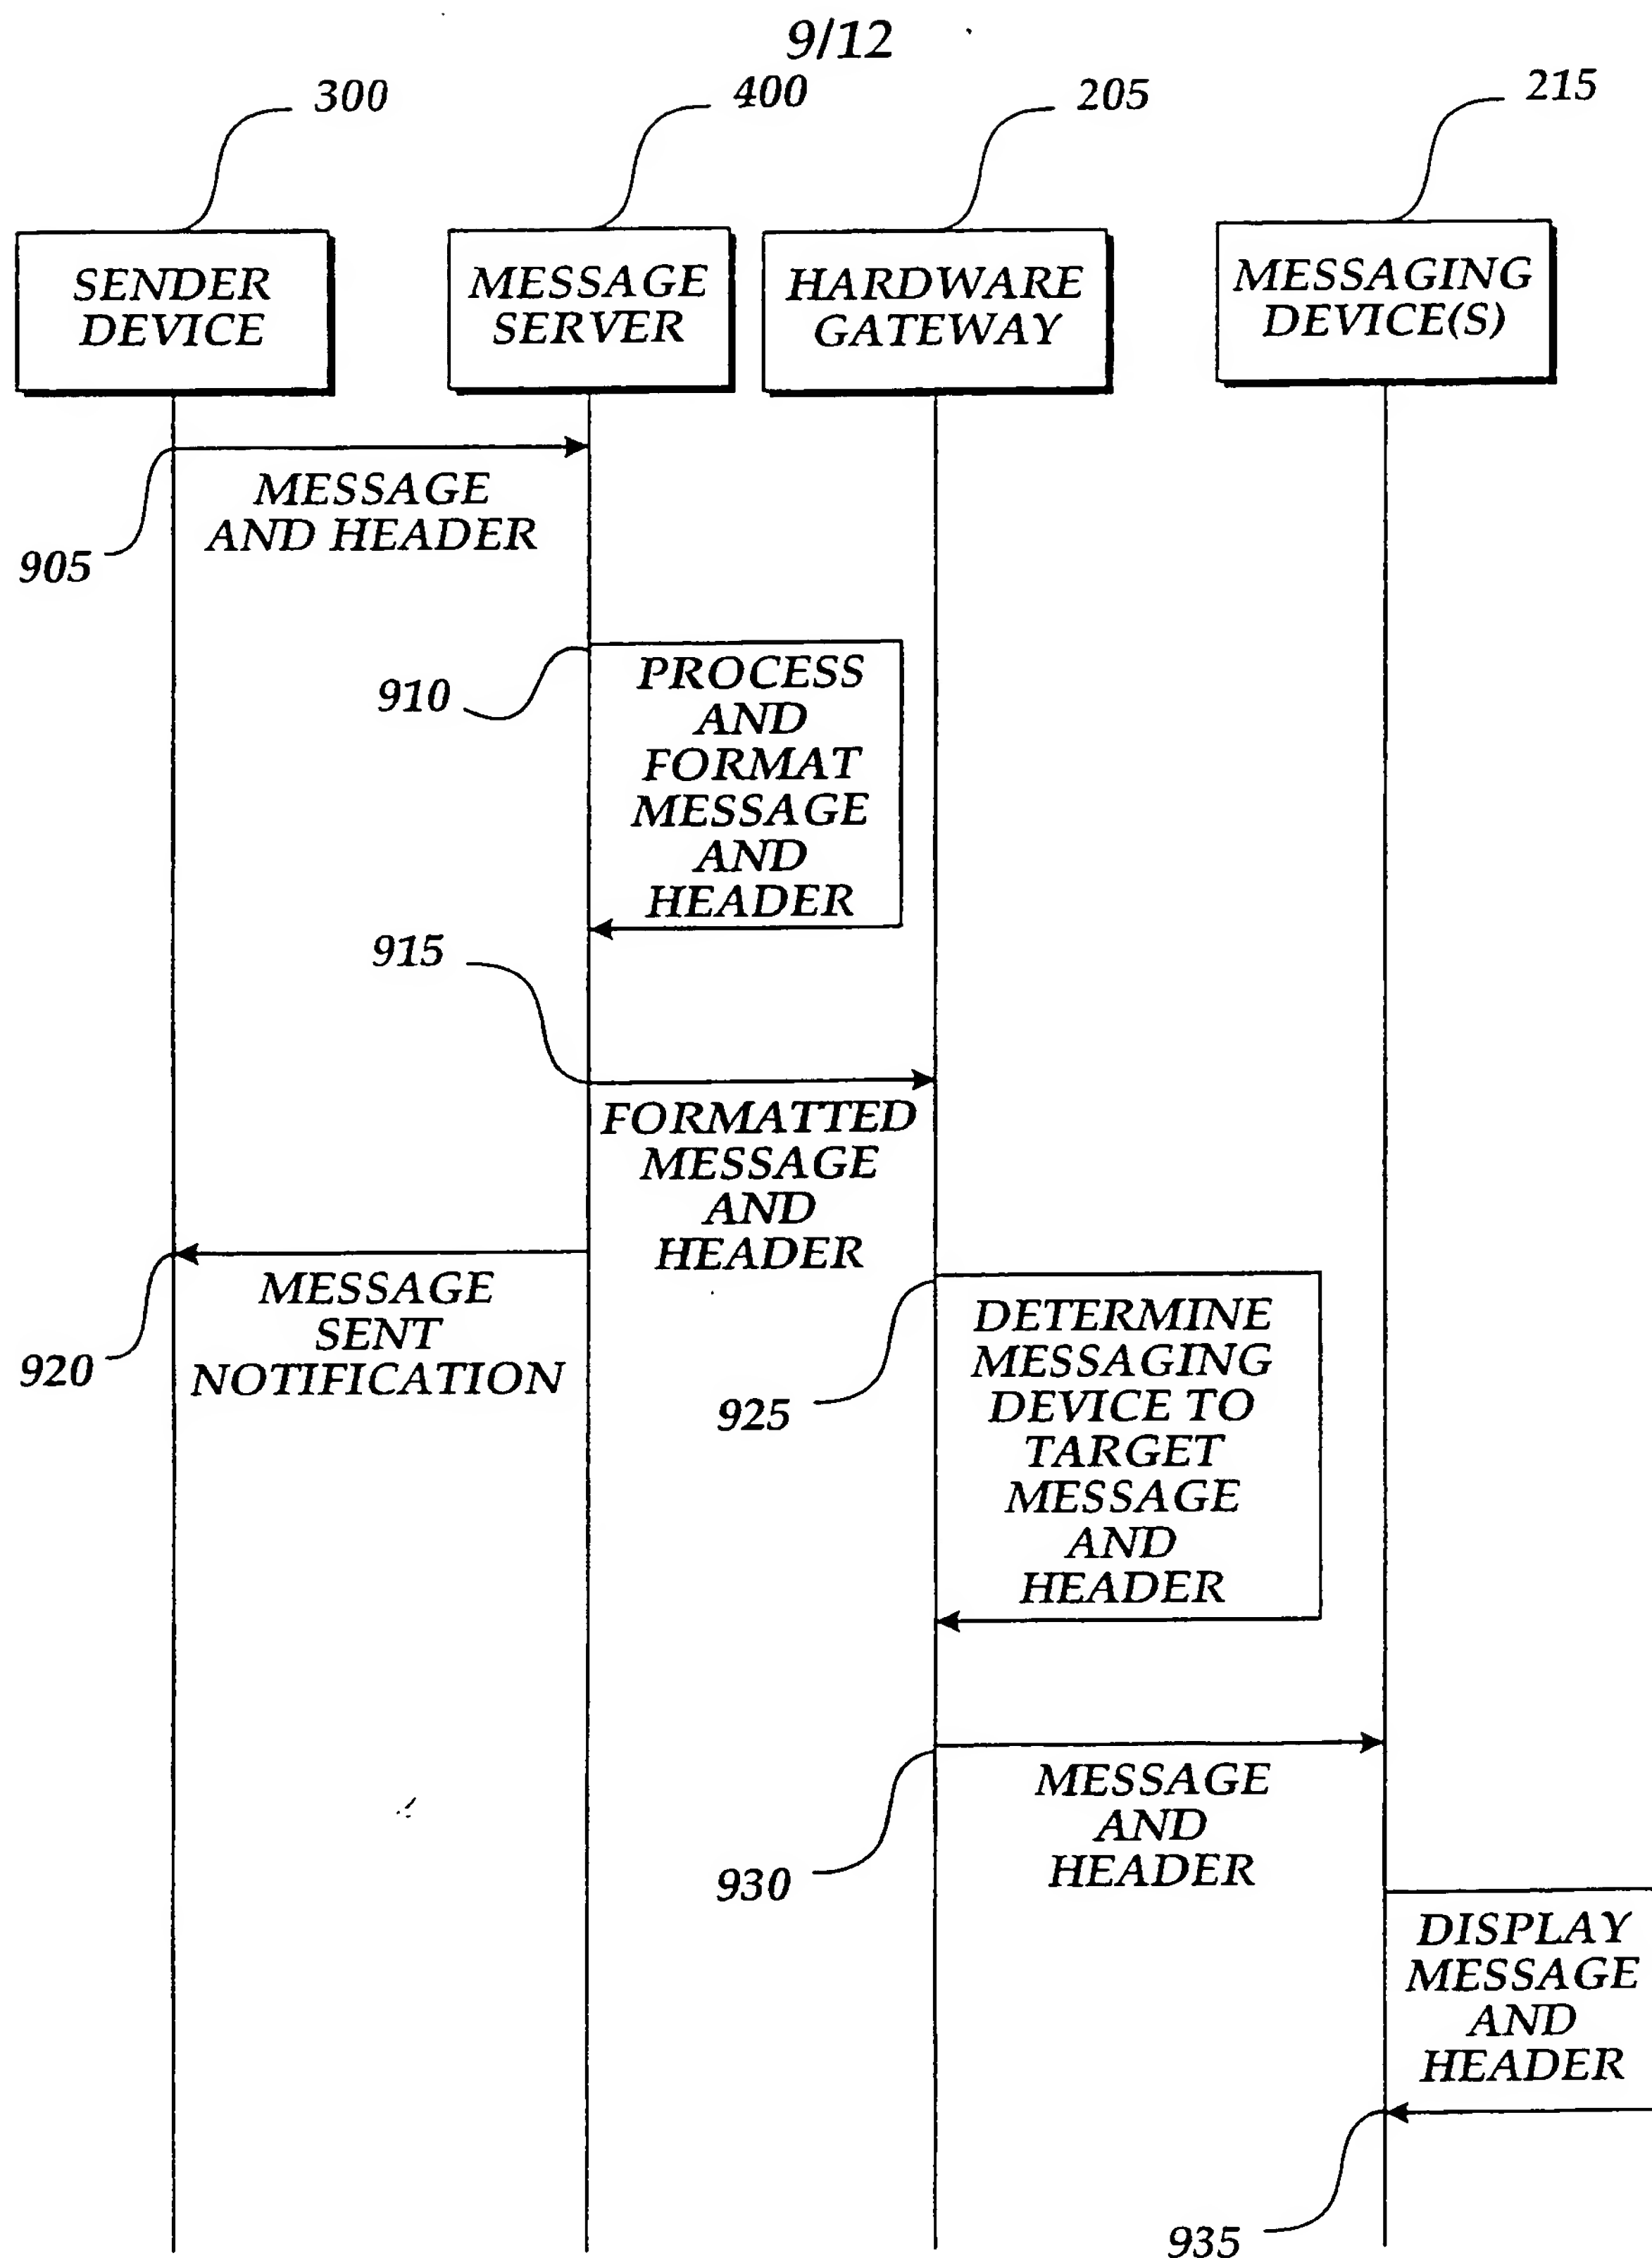 9/12
300
400
205
215
SENDER
DEVICE
MESSAGE
SERVER
HARDWARE
GATEWAY
MESSAGING
DEVICE(S)
MESSAGE
AND HEADER
905
910
PROCESS
AND
FORMAT
MESSAGE
AND
HEADER
915
FORMATTED
MESSAGE
AND
HEADER
MESSAGE
SENT
NOTIFICATION
920
925
DETERMINE
MESSAGING
DEVICE TO
TARGET
MESSAGE
AND
HEADER
MESSAGE
AND
HEADER
930
DISPLAY
MESSAGE
AND
HEADER
935